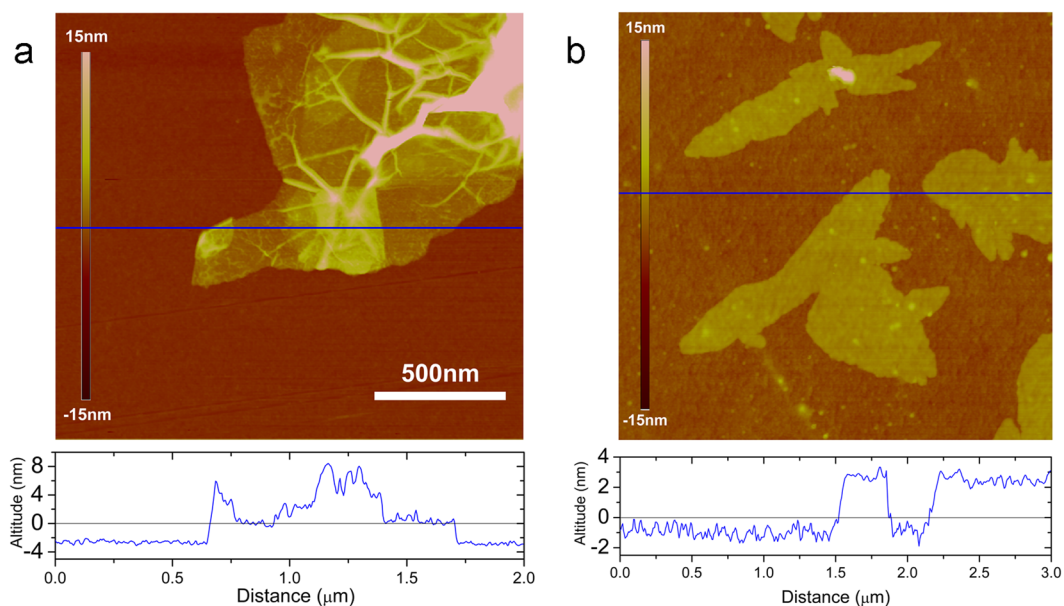 a
15nm
-15nm
500nm
Altitude (nm)
8
4
0
-4
0.0 0.5 1.0 1.5 2.0
Distance (μm)
b
15nm
-15nm
Altitude (nm)
4
2
0
-2
0.0 0.5 1.0 1.5 2.0 2.5 3.0
Distance (μm)